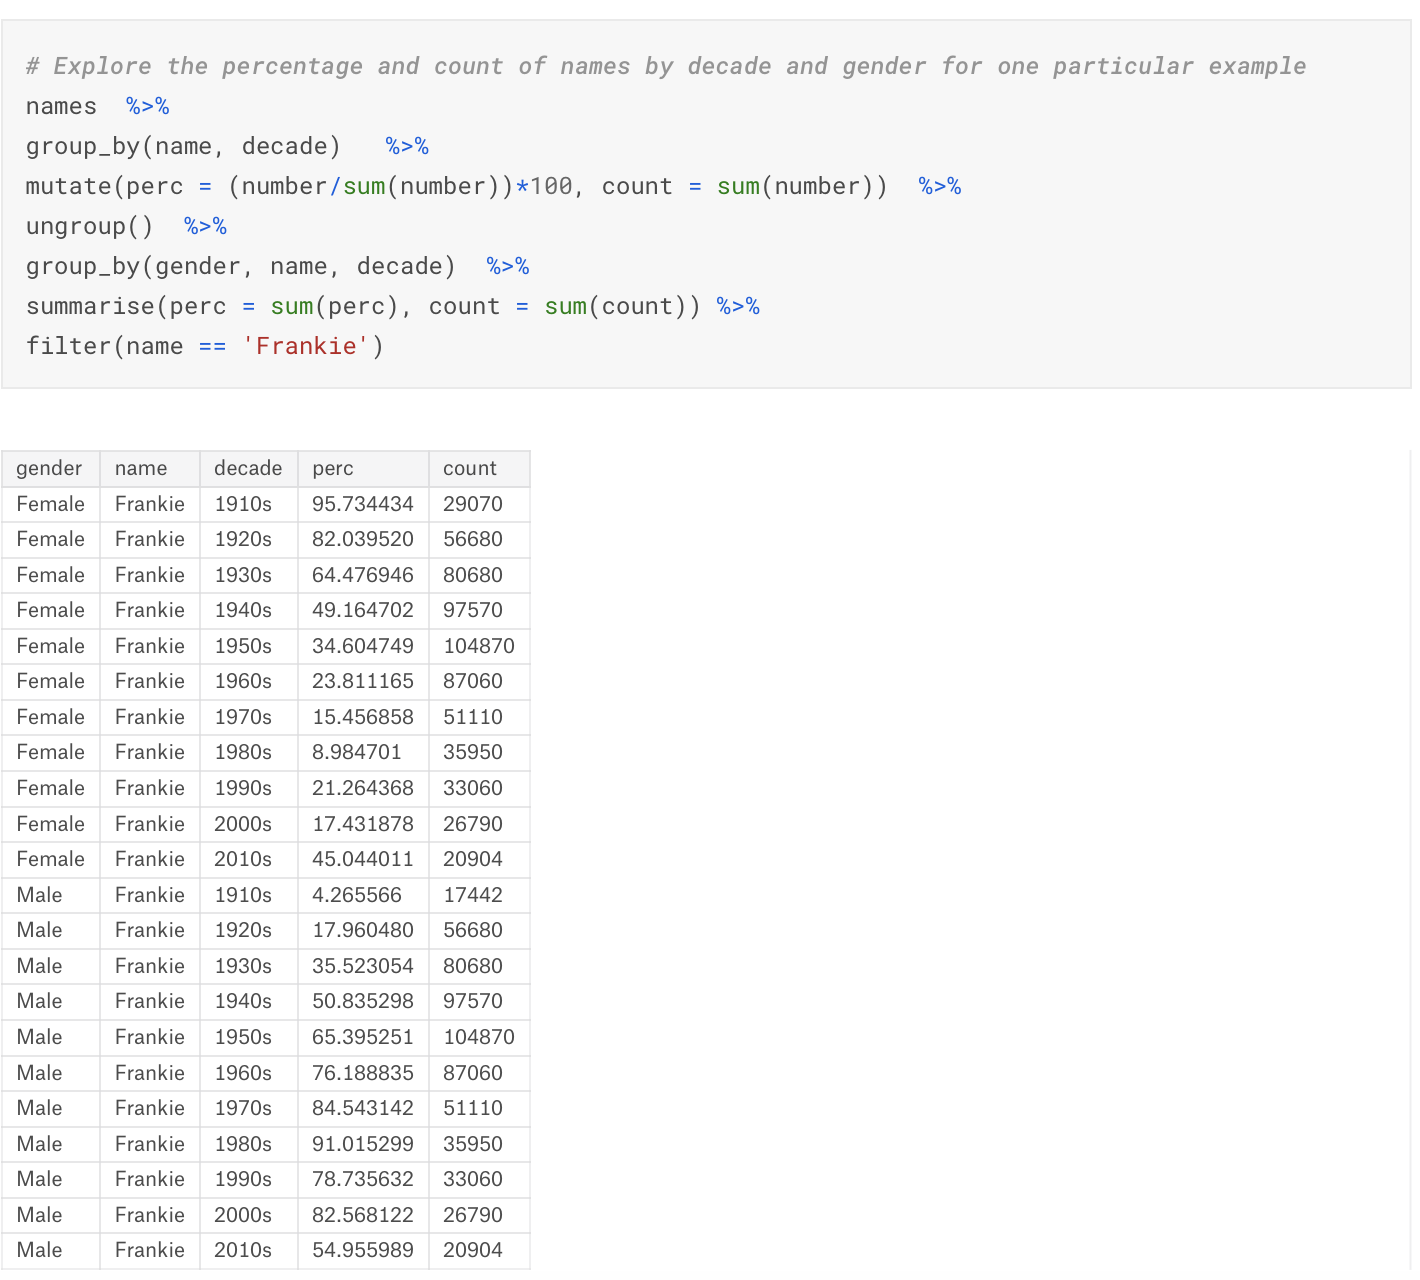 # Explore the percentage and count of names by decade and gender for one particular example
names  %>%
group_by(name, decade)   %>%
mutate(perc = (number/sum(number))*100, count = sum(number))  %>%
ungroup()  %>%
group_by(gender, name, decade)  %>%
summarise(perc = sum(perc), count = sum(count)) %>%
filter(name == 'Frankie')
gender name decade perc count
Female Frankie 1910s 95.734434 29070
Female Frankie 1920s 82.039520 56680
Female Frankie 1930s 64.476946 80680
Female Frankie 1940s 49.164702 97570
Female Frankie 1950s 34.604749 104870
Female Frankie 1960s 23.811165 87060
Female Frankie 1970s 15.456858 51110
Female Frankie 1980s 8.984701 35950
Female Frankie 1990s 21.264368 33060
Female Frankie 2000s 17.431878 26790
Female Frankie 2010s 45.044011 20904
Male Frankie 1910s 4.265566 17442
Male Frankie 1920s 17.960480 56680
Male Frankie 1930s 35.523054 80680
Male Frankie 1940s 50.835298 97570
Male Frankie 1950s 65.395251 104870
Male Frankie 1960s 76.188835 87060
Male Frankie 1970s 84.543142 51110
Male Frankie 1980s 91.015299 35950
Male Frankie 1990s 78.735632 33060
Male Frankie 2000s 82.568122 26790
Male Frankie 2010s 54.955989 20904